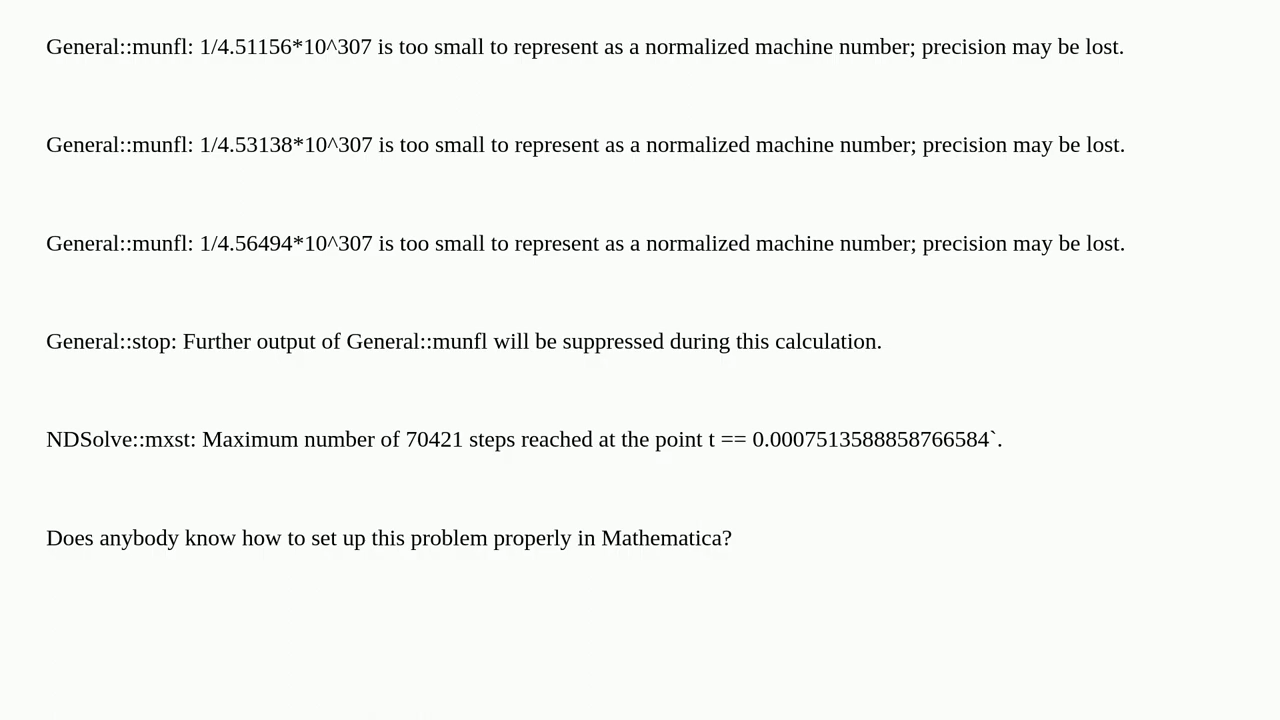 General::munfl: 1/4.51156*10^307 is too small to represent as a normalized machine number; precision may be lost.
General::munfl: 1/4.53138*10^307 is too small to represent as a normalized machine number; precision may be lost.
General::munfl: 1/4.56494*10^307 is too small to represent as a normalized machine number; precision may be lost.
General::stop: Further output of General::munfl will be suppressed during this calculation.
NDSolve::mxst: Maximum number of 70421 steps reached at the point t == 0.0007513588858766584`.
Does anybody know how to set up this problem properly in Mathematica?